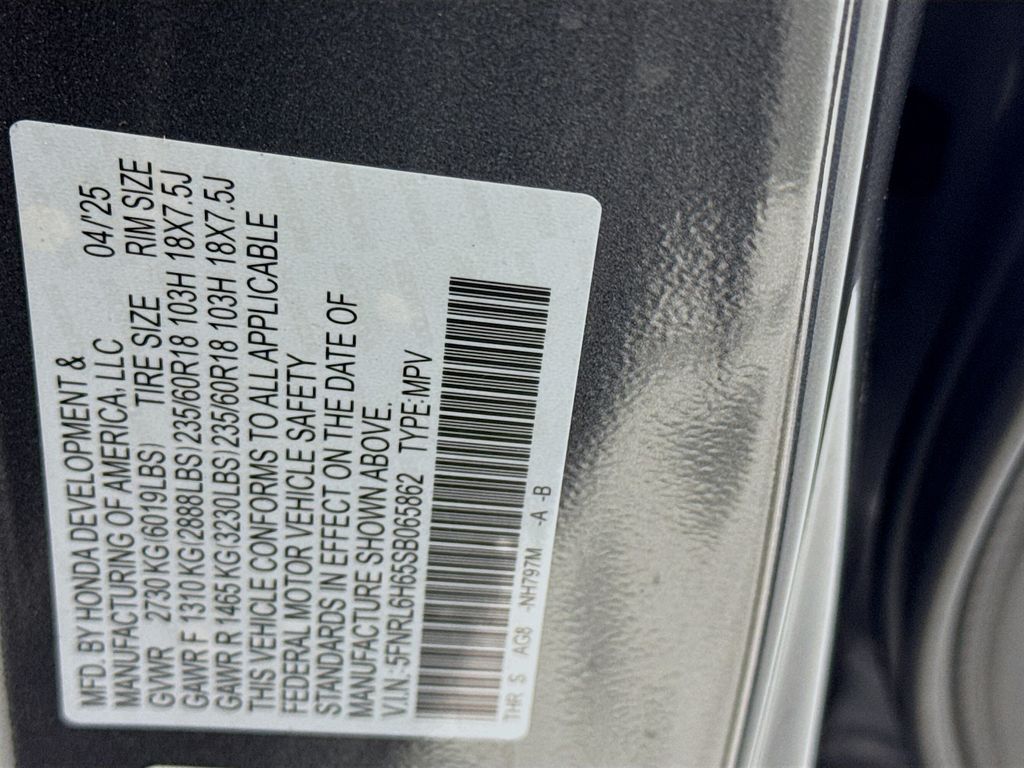 MFD. BY HONDA DEVELOPMENT &
MANUFACTURING OF AMERICA, LLC 04/'25
GVWR 2730 KG(6019LBS) TIRE SIZE RIM SIZE
GAWR F 1310 KG(2888LBS) 235/60R18 103H 18X7.5J
GAWR R 1465 KG(3230LBS) 235/60R18 103H 18X7.5J
THIS VEHICLE CONFORMS TO ALL APPLICABLE
FEDERAL MOTOR VEHICLE SAFETY
STANDARDS IN EFFECT ON THE DATE OF
MANUFACTURE SHOWN ABOVE.
V.I.N.:5FNRL6H65SB065862 TYPE:MPV
THR S AG8 -NH797M -A -B